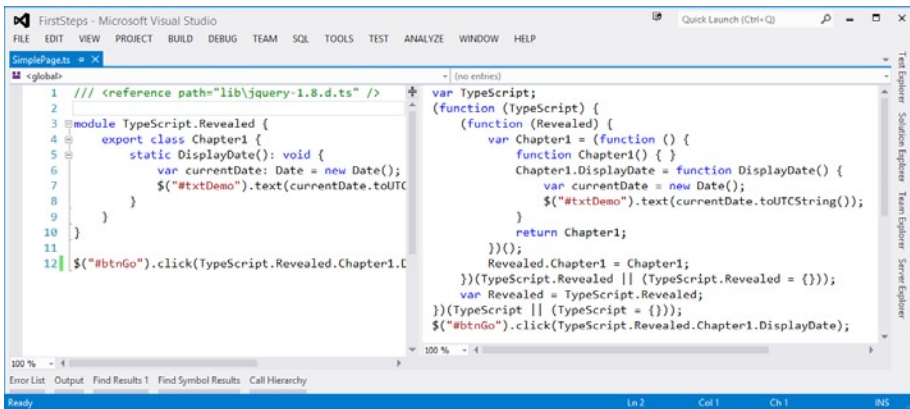 FirstSteps - Microsoft Visual Studio
Quick Launch (Ctrl+Q)
FILE EDIT VIEW PROJECT BUILD DEBUG TEAM SQL TOOLS TEST ANALYZE WINDOW HELP
SimplePage.ts
<global>
(no entries)
1 /// <reference path="lib\jquery-1.8.d.ts" />
2
3 module TypeScript.Revealed {
4 export class Chapter1 {
5 static DisplayDate(): void {
6 var currentDate: Date = new Date();
7 $("#txtDemo").text(currentDate.toUTC
8 }
9 }
10 }
11
12 $("#btnGo").click(TypeScript.Revealed.Chapter1.D
var TypeScript;
(function (TypeScript) {
(function (Revealed) {
var Chapter1 = (function () {
function Chapter1() { }
Chapter1.DisplayDate = function DisplayDate() {
var currentDate = new Date();
$("#txtDemo").text(currentDate.toUTCString());
}
return Chapter1;
})();
Revealed.Chapter1 = Chapter1;
})(TypeScript.Revealed || (TypeScript.Revealed = {}));
var Revealed = TypeScript.Revealed;
})(TypeScript || (TypeScript = {}));
$("#btnGo").click(TypeScript.Revealed.Chapter1.DisplayDate);
Test Explorer
Solution Explorer
Team Explorer
Server Explorer
100 %
100 %
Error List Output Find Results 1 Find Symbol Results Call Hierarchy
Ready Ln 2 Col 1 Ch 1 INS